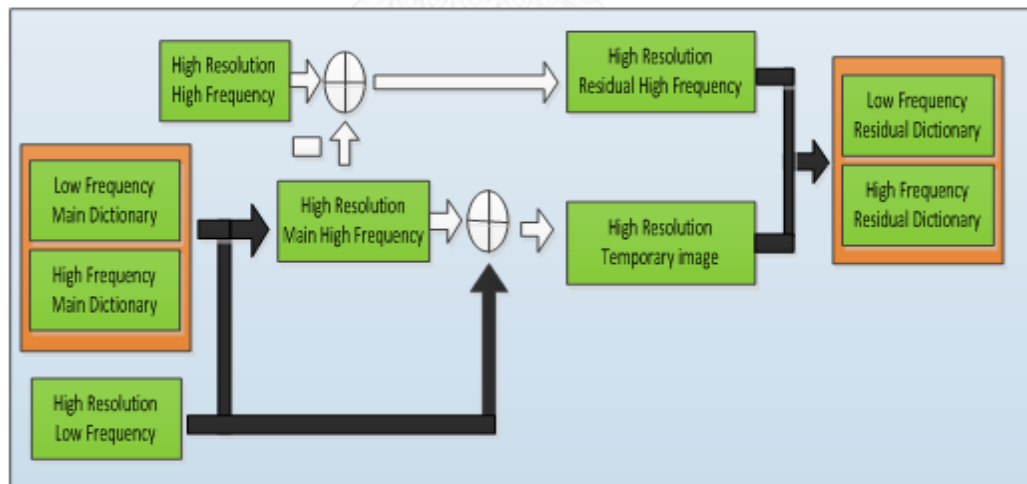 High Resolution
High Frequency
High Resolution
Residual High Frequency
Low Frequency
Residual Dictionary
High Frequency
Residual Dictionary
Low Frequency
Main Dictionary
High Frequency
Main Dictionary
High Resolution
Main High Frequency
High Resolution
Temporary image
High Resolution
Low Frequency